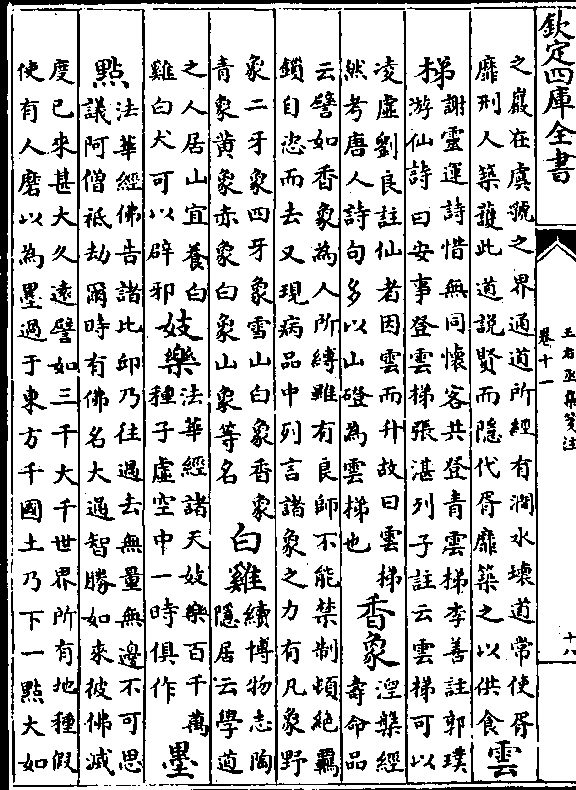 欽定四庫全書
王右丞集箋注
卷十一
十八
之巖在虞虢之界通道所經有澗水壞道常使胥
靡刑人築護此道説賢而隱代胥靡築之以供食
雲
梯
謝靈運詩惜無同懷客共登青雲梯李善註郭璞
游仙詩曰安事登雲梯張湛列子註云雲梯可以
凌虛劉良註仙者因雲而升故曰雲梯
然考唐人詩句多以山磴為雲梯也
香象
涅槃經
壽命品
云譬如香象為人所縛雖有良師不能禁制頓絶羈
鎖自恣而去又現病品中列言諸象之力有凡象野
象二牙象四牙象雪山白象香象
青象黃象赤象白象山象等名
白雞
續博物志陶
隱居云學道
之人居山宜養白
雞白犬可以辟邪
妓樂
法華經諸天妓樂百千萬
種于虛空中一時俱作
墨
點
法華經佛告諸比邱乃往過去無量無邊不可思
議阿僧祇劫爾時有佛名大通智勝如來彼佛滅
度已來甚大久遠譬如三千大千世界所有地種假
使有人磨以為墨過于東方千國土乃下一點大如